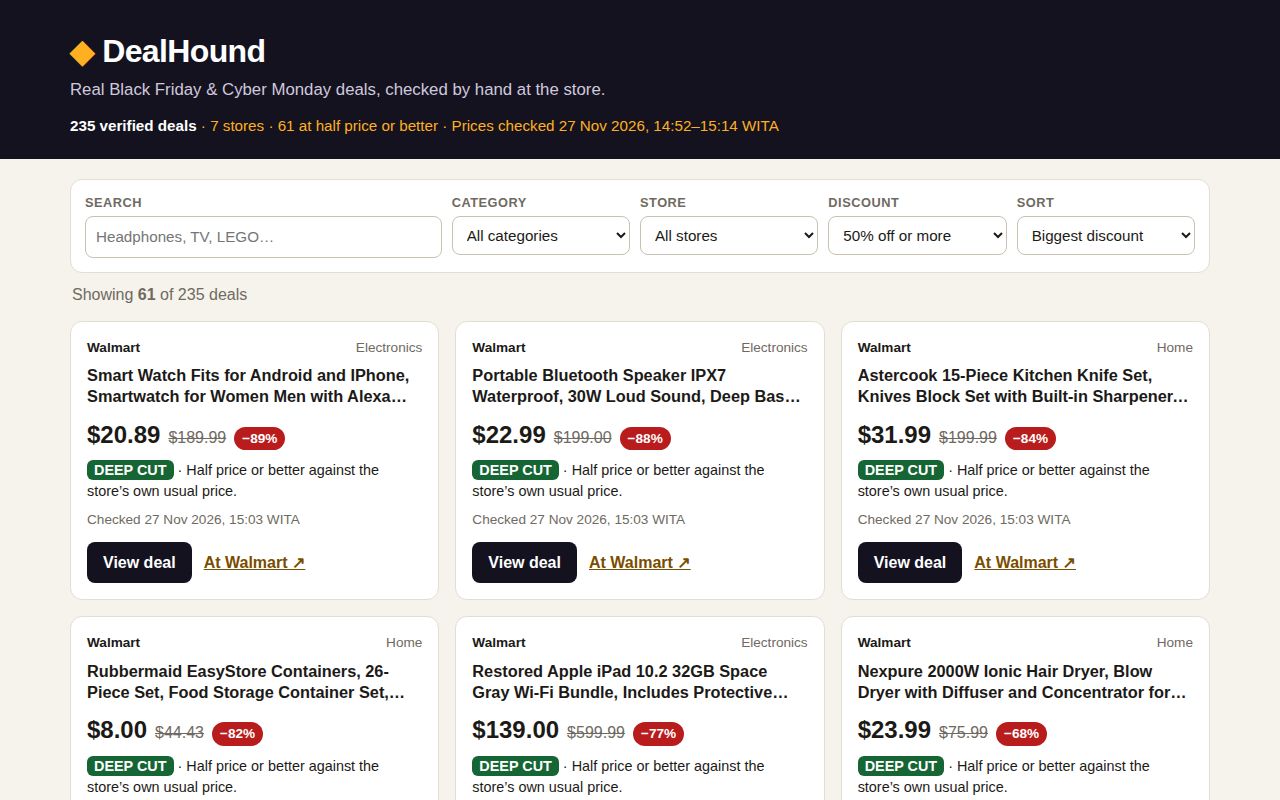 ◆ DealHound
Real Black Friday & Cyber Monday deals, checked by hand at the store.
235 verified deals · 7 stores · 61 at half price or better · Prices checked 27 Nov 2026, 14:52–15:14 WITA
SEARCH
Headphones, TV, LEGO…
CATEGORY
All categories
STORE
All stores
DISCOUNT
50% off or more
SORT
Biggest discount
Showing 61 of 235 deals
Walmart
Electronics
Smart Watch Fits for Android and IPhone,
Smartwatch for Women Men with Alexa…
$20.89 $189.99 −89%
DEEP CUT · Half price or better against the
store’s own usual price.
Checked 27 Nov 2026, 15:03 WITA
View deal
At Walmart ↗
Walmart
Electronics
Portable Bluetooth Speaker IPX7
Waterproof, 30W Loud Sound, Deep Bas…
$22.99 $199.00 −88%
DEEP CUT · Half price or better against the
store’s own usual price.
Checked 27 Nov 2026, 15:03 WITA
View deal
At Walmart ↗
Walmart
Home
Astercook 15-Piece Kitchen Knife Set,
Knives Block Set with Built-in Sharpener…
$31.99 $199.99 −84%
DEEP CUT · Half price or better against the
store’s own usual price.
Checked 27 Nov 2026, 15:03 WITA
View deal
At Walmart ↗
Walmart
Home
Rubbermaid EasyStore Containers, 26-
Piece Set, Food Storage Container Set,…
$8.00 $44.43 −82%
DEEP CUT · Half price or better against the
store’s own usual price.
Walmart
Electronics
Restored Apple iPad 10.2 32GB Space
Gray Wi-Fi Bundle, Includes Protective…
$139.00 $599.99 −77%
DEEP CUT · Half price or better against the
store’s own usual price.
Walmart
Home
Nexpure 2000W Ionic Hair Dryer, Blow
Dryer with Diffuser and Concentrator for…
$23.99 $75.99 −68%
DEEP CUT · Half price or better against the
store’s own usual price.